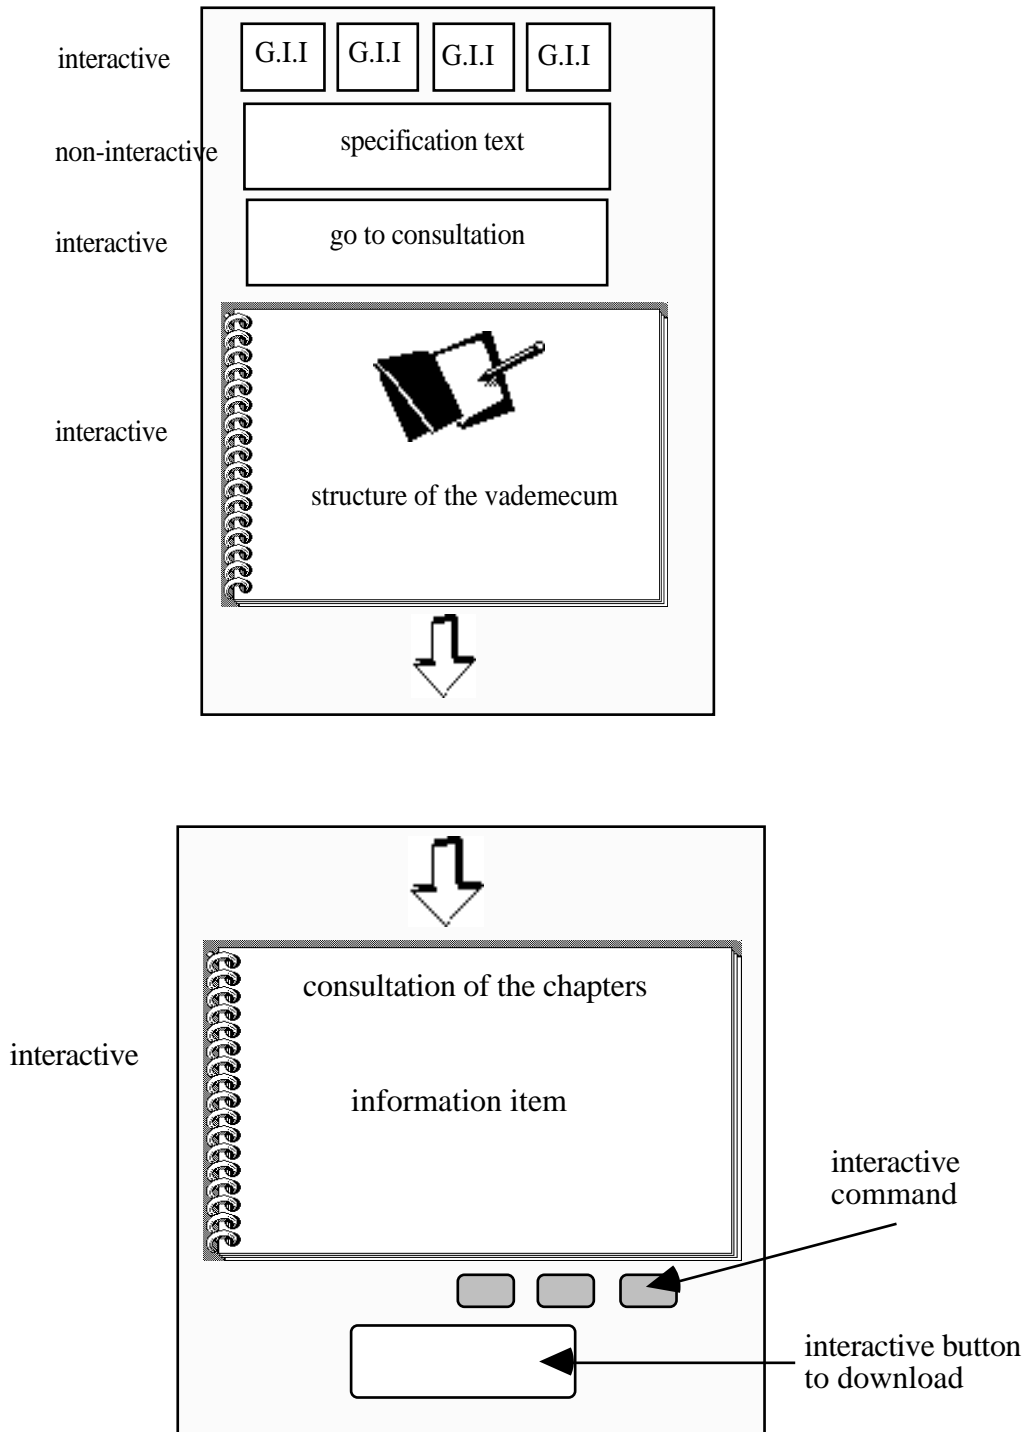 interactive
G.I.I G.I.I G.I.I G.I.I
non-interactive
specification text
interactive
go to consultation
interactive
structure of the vademecum
consultation of the chapters
interactive
information item
interactive
command
interactive button
to download